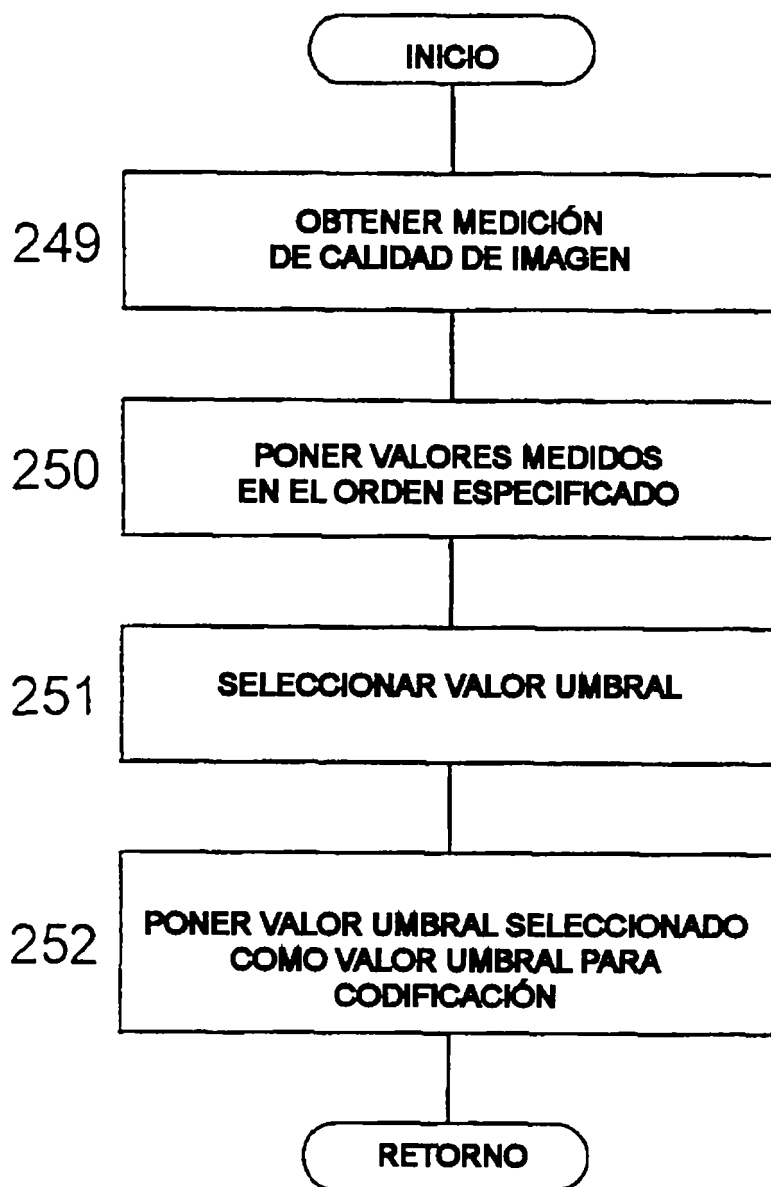 INICIO
249
OBTENER MEDICIÓN
DE CALIDAD DE IMAGEN
250
PONER VALORES MEDIDOS
EN EL ORDEN ESPECIFICADO
251
SELECCIONAR VALOR UMBRAL
252
PONER VALOR UMBRAL SELECCIONADO
COMO VALOR UMBRAL PARA
CODIFICACIÓN
RETORNO